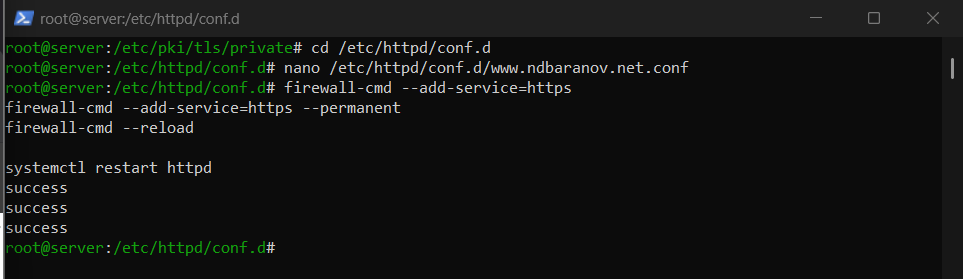 root@server:/etc/httpd/conf.d
root@server:/etc/pki/tls/private# cd /etc/httpd/conf.d
root@server:/etc/httpd/conf.d# nano /etc/httpd/conf.d/www.ndbaranov.net.conf
root@server:/etc/httpd/conf.d# firewall-cmd --add-service=https
firewall-cmd --add-service=https --permanent
firewall-cmd --reload
systemctl restart httpd
success
success
success
root@server:/etc/httpd/conf.d#